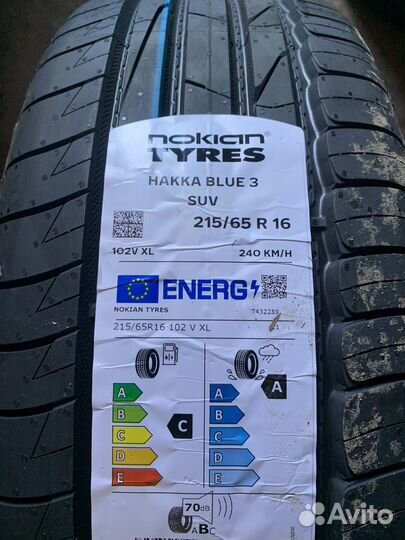 nokian
TYRES
HAKKA BLUE 3
SUV
215/65 R 16
102V XL 240 KM/H
ENERG
NOKIAN TYRES T432289
215/65R16 102 V XL
A
B
C
D
E
C
A
B
C
D
E
A
70dB
ABC
Avito